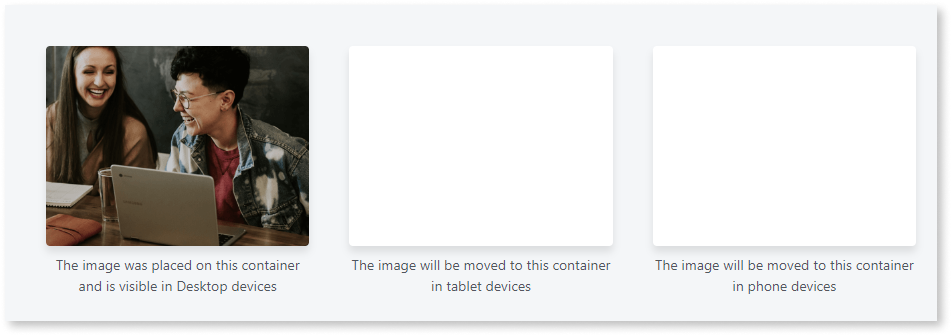 The image was placed on this container
and is visible in Desktop devices
The image will be moved to this container
in tablet devices
The image will be moved to this container
in phone devices